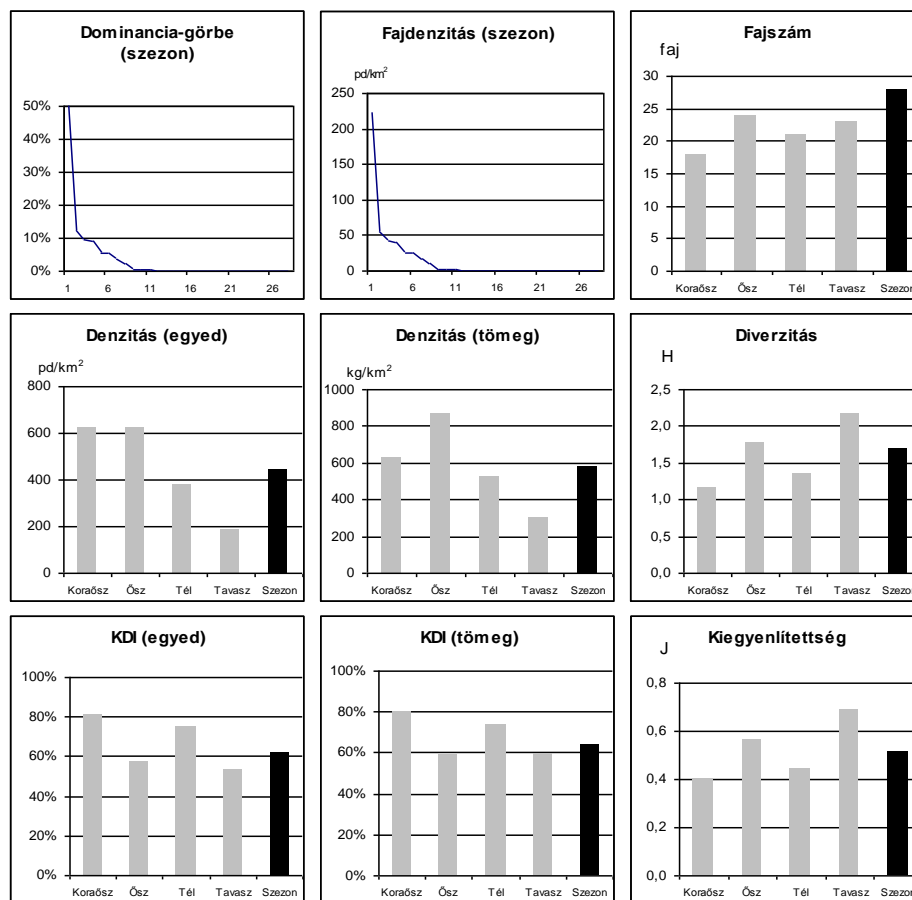 Dominancia-görbe
(szezon)
50%
40%
30%
20%
10%
0%
1 6 11 16 21 26
Fajdenzitás (szezon)
pd/km²
250
200
150
100
50
0
1 6 11 16 21 26
Fajszám
faj
30
25
20
15
10
5
0
Koraősz Ősz Tél Tavasz Szezon
Denzitás (egyed)
pd/km²
800
600
400
200
0
Koraősz Ősz Tél Tavasz Szezon
Denzitás (tömeg)
kg/km²
1000
800
600
400
200
0
Koraősz Ősz Tél Tavasz Szezon
Diverzitás
H
2,5
2,0
1,5
1,0
0,5
0,0
Koraősz Ősz Tél Tavasz Szezon
KDI (egyed)
100%
80%
60%
40%
20%
0%
Koraősz Ősz Tél Tavasz Szezon
KDI (tömeg)
100%
80%
60%
40%
20%
0%
Koraősz Ősz Tél Tavasz Szezon
Kiegyenlítettség
J
0,8
0,6
0,4
0,2
0,0
Koraősz Ősz Tél Tavasz Szezon